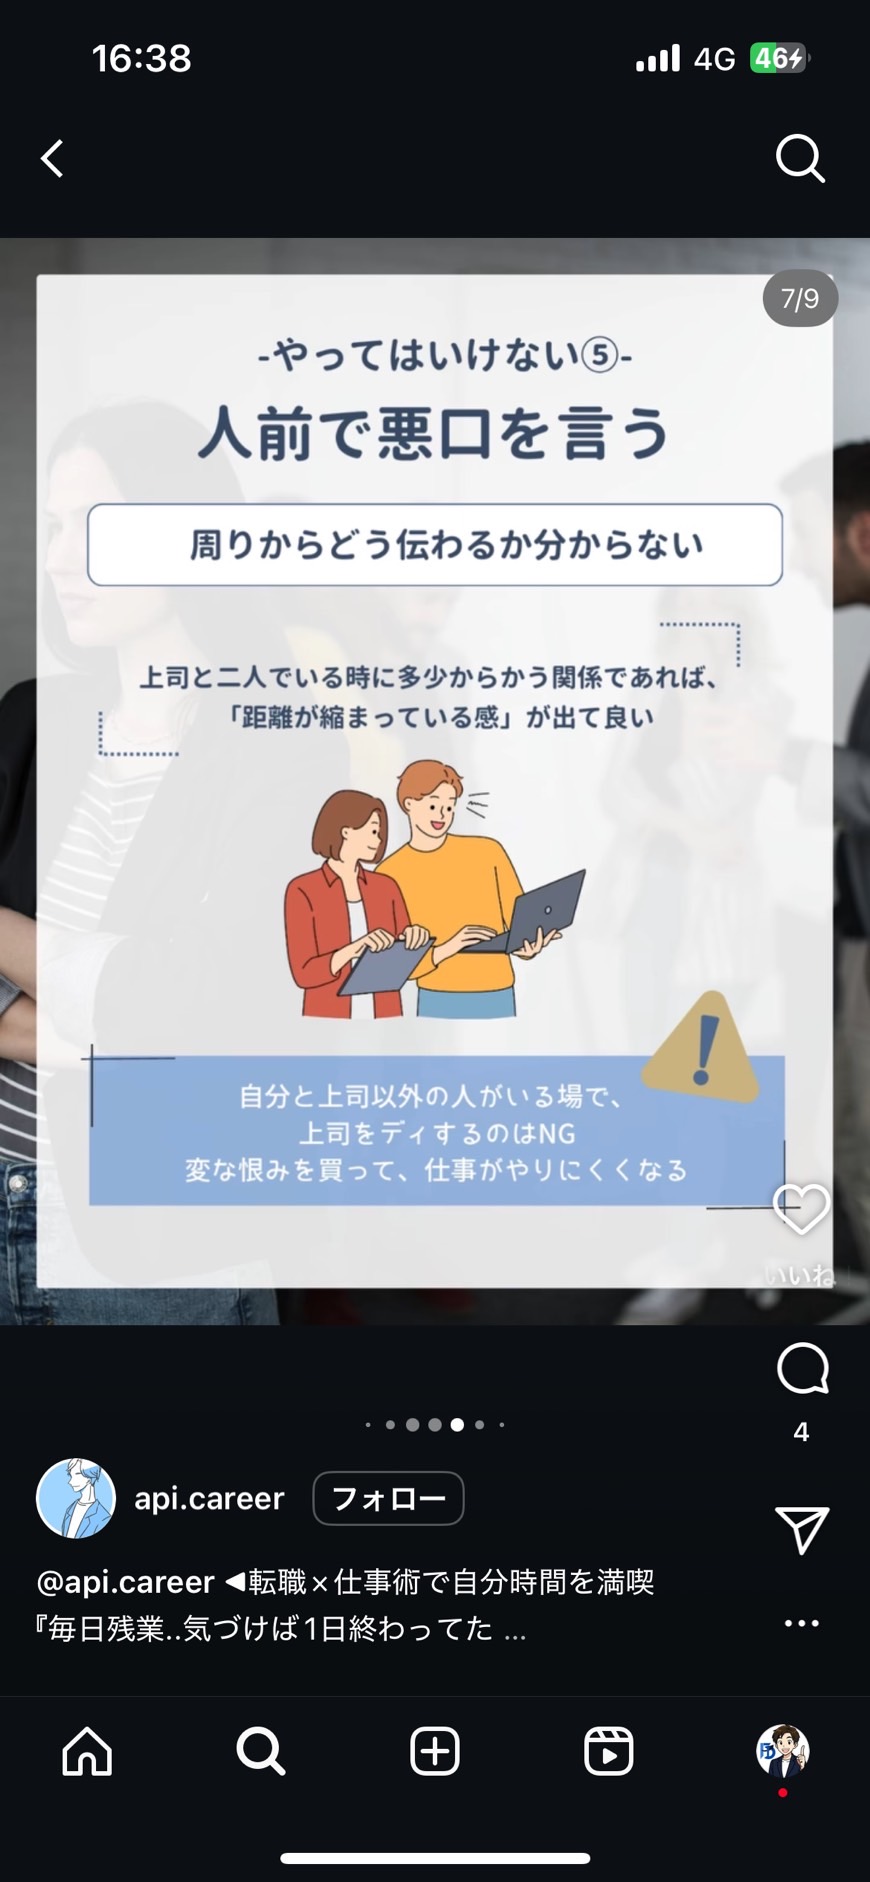 16:38
4G
46
7/9
-やってはいけない⑤-
人前で悪口を言う
周りからどう伝わるか分からない
上司と二人でいる時に多少からかう関係であれば、
「距離が縮まっている感」が出て良い
自分と上司以外の人がいる場で、
上司をディするのはNG
変な恨みを買って、仕事がやりにくくなる
いいね
4
api.career
フォロー
@api.career ◀転職×仕事術で自分時間を満喫
『毎日残業..気づけば1日終わってた ...